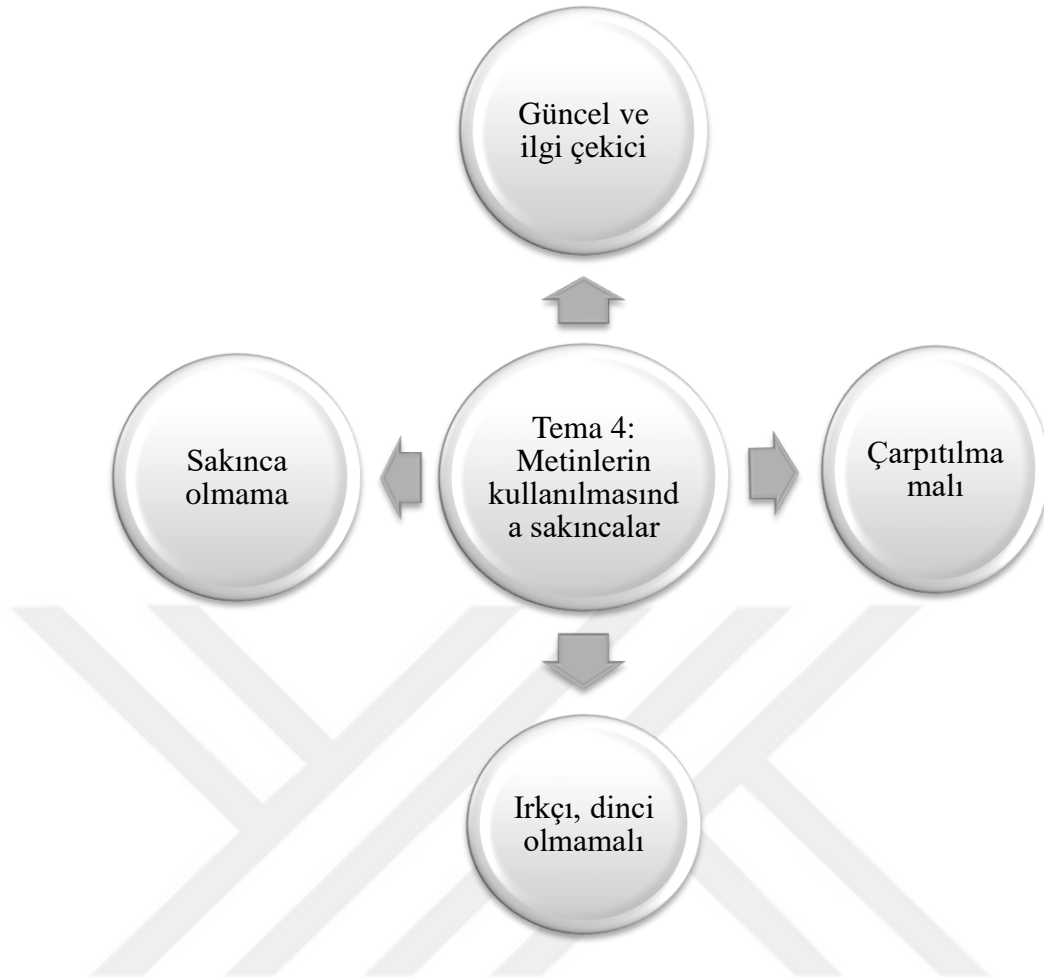 Güncel ve
ilgi çekici
Sakınca
olmama
Tema 4:
Metinlerin
kullanılmasınd
a sakıncalar
Çarpıtılma
malı
Irkçı, dinci
olmamalı